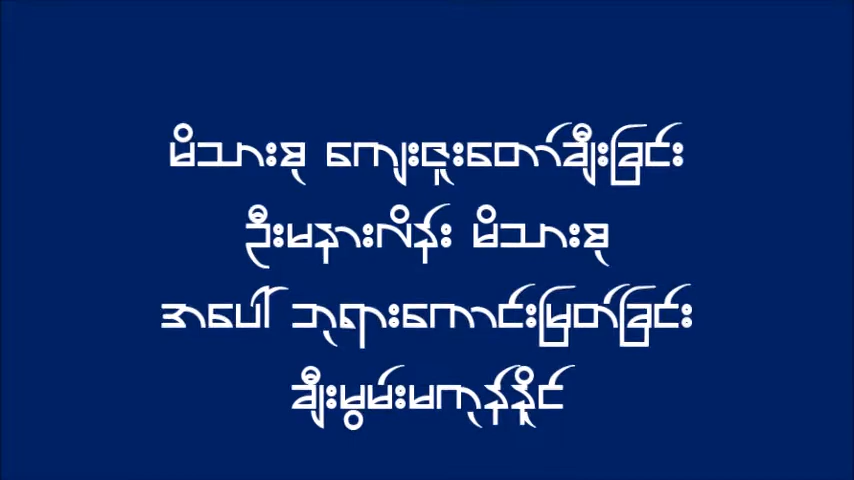 မိသားစု ကျေးဇူးတော်ချီးခြင်း
ဦးမနားလိန်း မိသားစု
အပေါ် ဘုရားကောင်းမြတ်ခြင်း
ချီးမွမ်းမကုန်နိုင်